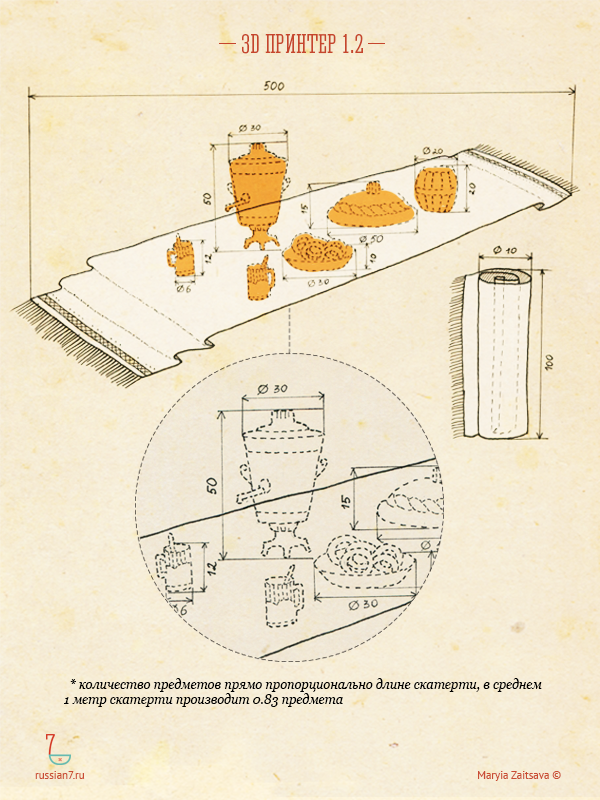 — 3D ПРИНТЕР 1.2 —
500
Ø 30
Ø 20
50
15
20
12
Ø 50
10
Ø 6
Ø 30
Ø 10
100
Ø 30
50
15
12
Ø
6
Ø 30
* количество предметов прямо пропорционально длине скатерти, в среднем
1 метр скатерти производит 0.83 предмета
7
russian7.ru
Maryia Zaitsava ©